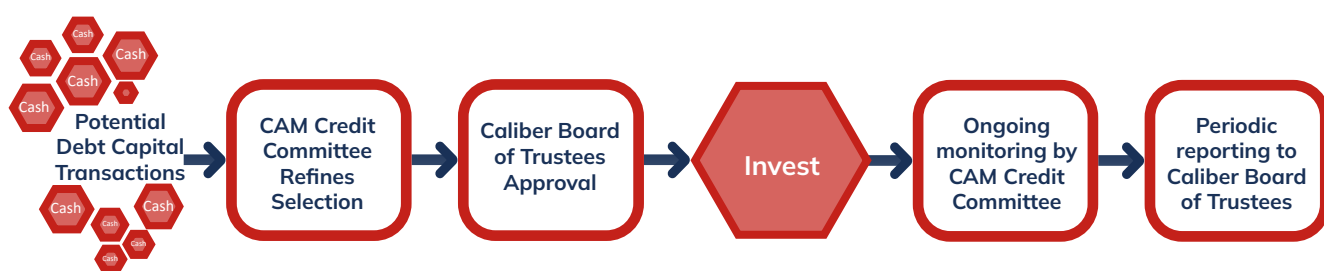 Cash
Cash
Cash
Cash
Cash
Potential
Debt Capital
Transactions
Cash
Cash
Cash
Cash
Cash
CAM Credit
Committee
Refines
Selection
Caliber Board
of Trustees
Approval
Invest
Ongoing
monitoring by
CAM Credit
Committee
Periodic
reporting to
Caliber Board
of Trustees